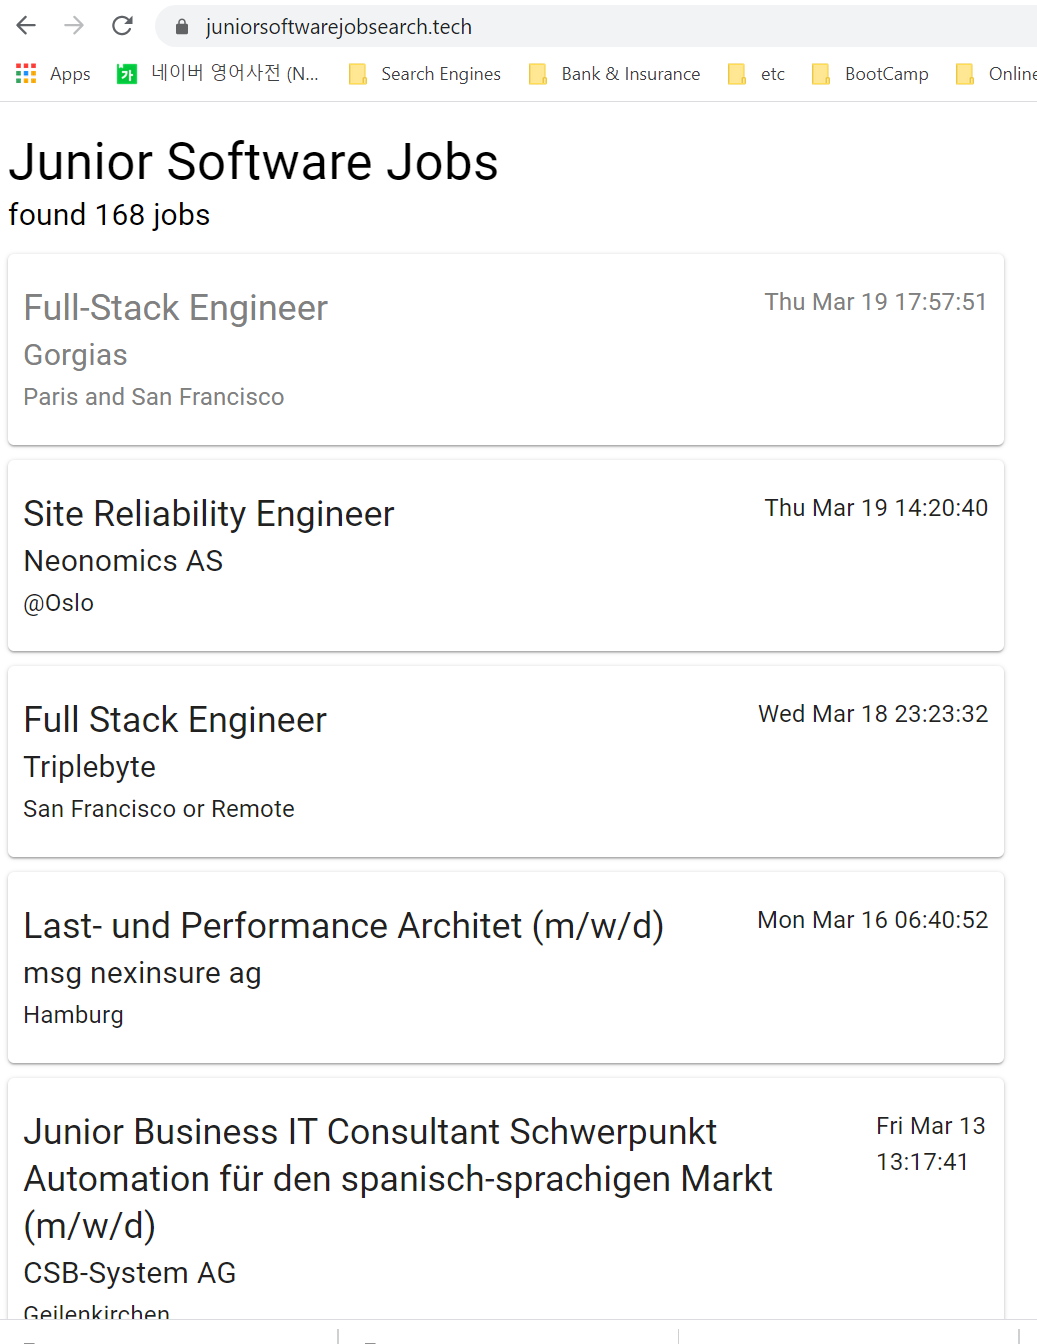 juniorsoftwarejobsearch.tech
Apps 네이버 영어사전 (N... Search Engines Bank & Insurance etc BootCamp Online
Junior Software Jobs
found 168 jobs
Full-Stack Engineer Thu Mar 19 17:57:51
Gorgias
Paris and San Francisco
Site Reliability Engineer Thu Mar 19 14:20:40
Neonomics AS
@Oslo
Full Stack Engineer Wed Mar 18 23:23:32
Triplebyte
San Francisco or Remote
Last- und Performance Architet (m/w/d) Mon Mar 16 06:40:52
msg nexinsure ag
Hamburg
Junior Business IT Consultant Schwerpunkt Fri Mar 13
Automation für den spanisch-sprachigen Markt 13:17:41
(m/w/d)
CSB-System AG
Geilenkirchen